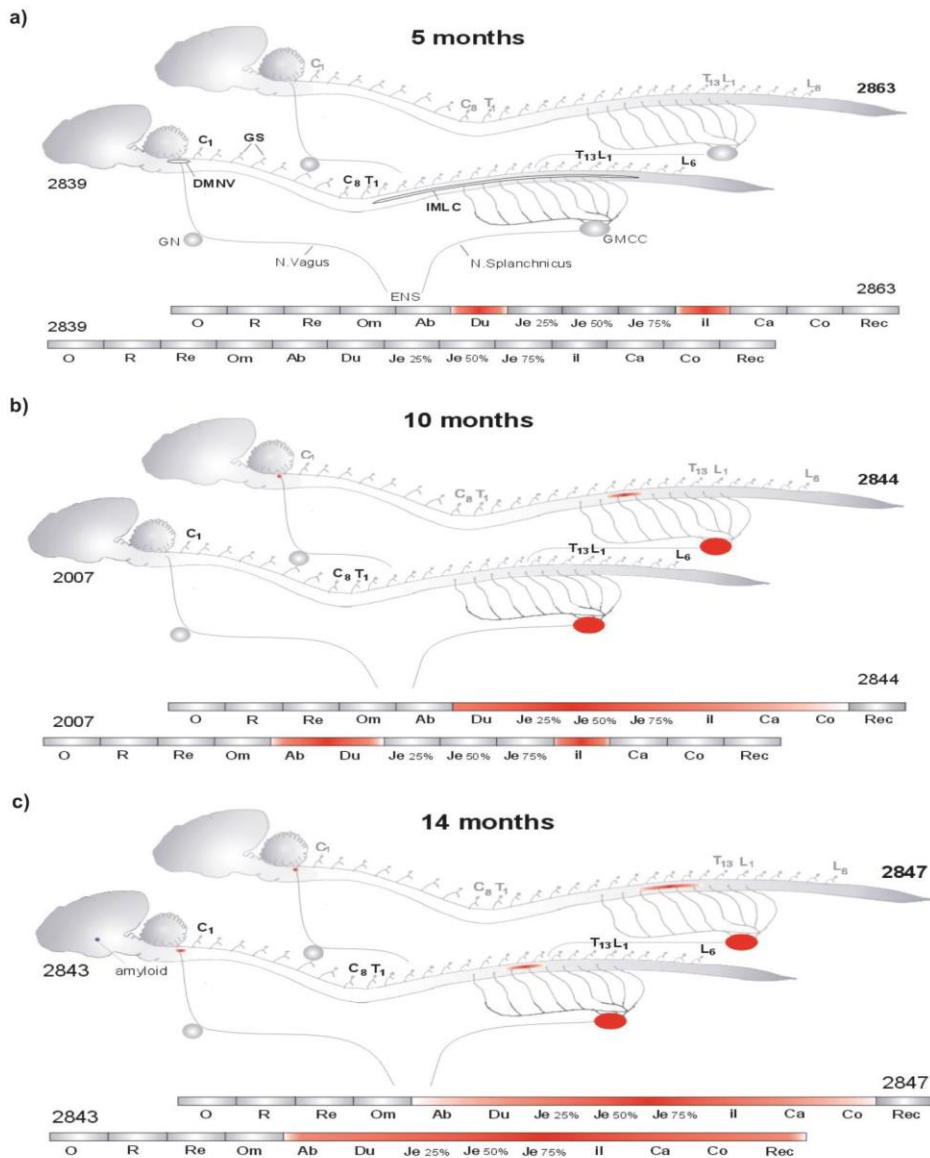 a)
5 months
C1
C8 T1
T13 L1
L6
2863
C1
GS
2839
DMNV
C8 T1
T13 L1
L6
IMLC
GN
GMCC
N.Vagus
N.Splanchnicus
ENS
2863
O R Re Om Ab Du Je 25% Je 50% Je 75% il Ca Co Rec
2839
O R Re Om Ab Du Je 25% Je 50% Je 75% il Ca Co Rec
b)
10 months
C1
C8 T1
T13 L1
L6
2844
C1
2007
C8 T1
T13 L1
L6
2844
O R Re Om Ab Du Je 25% Je 50% Je 75% il Ca Co Rec
2007
O R Re Om Ab Du Je 25% Je 50% Je 75% il Ca Co Rec
c)
14 months
C1
C8 T1
T13 L1
L6
2847
C1
2843
amyloid
C8 T1
T13 L1
L6
2847
O R Re Om Ab Du Je 25% Je 50% Je 75% il Ca Co Rec
2843
O R Re Om Ab Du Je 25% Je 50% Je 75% il Ca Co Rec